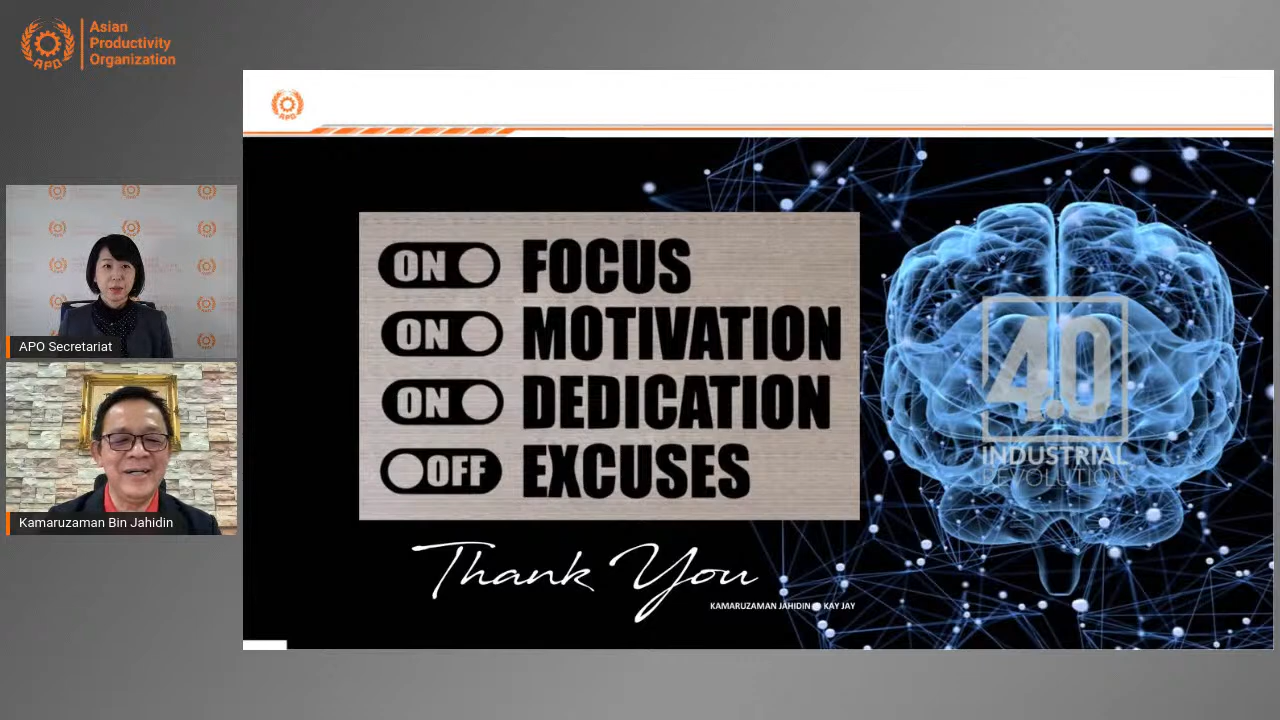 Asian
Productivity
Organization
APO
APO
ON FOCUS
ON MOTIVATION
ON DEDICATION
OFF EXCUSES
4.0
INDUSTRIAL
REVOLUTION
Thank You
KAMARUZAMAN JAHIDIN @ KAY JAY
APO Secretariat
Kamaruzaman Bin Jahidin